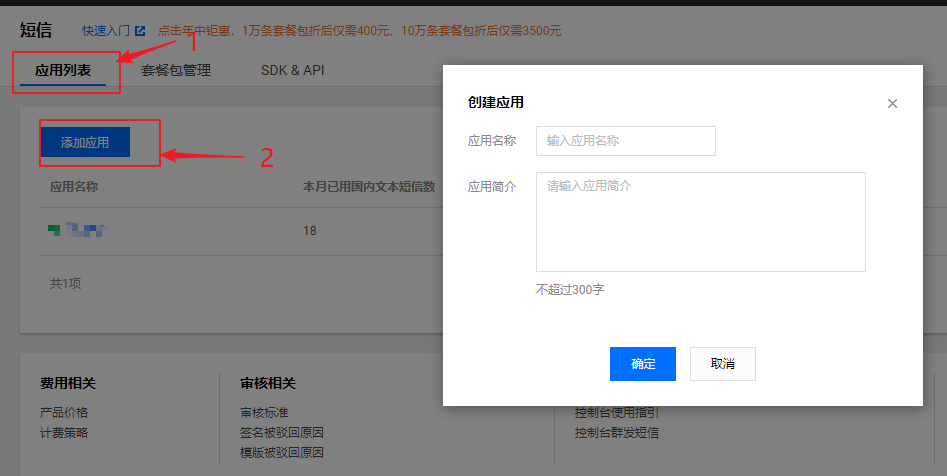 短信 快速入门 点击年中钜惠，1万条套餐包折后仅需400元、10万条套餐包折后仅需3500元
1
应用列表 套餐包管理 SDK & API
添加应用
2
应用名称 本月已用国内文本短信数
18
共1项
创建应用
应用名称 输入应用名称
应用简介 请输入应用简介
不超过300字
确定 取消
费用相关 审核相关
产品价格 审核标准 控制台使用指引
计费策略 签名被驳回原因 控制台群发短信
模版被驳回原因